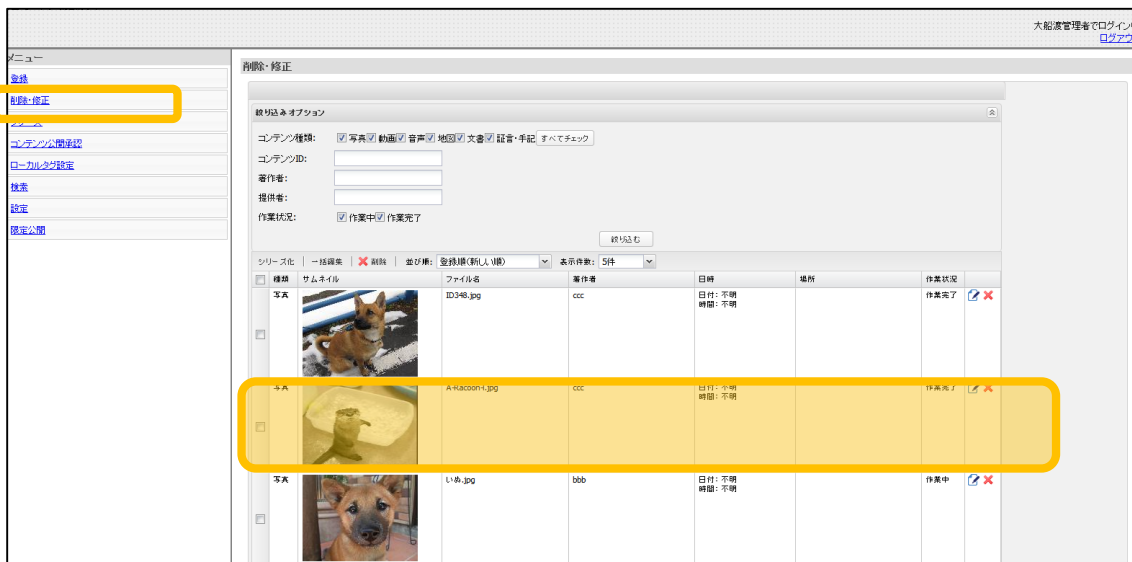 大船渡管理者でログイン
ログアウ
メニュー
登録
削除・修正
シリーズ
コンテンツ公開承認
ローカルタグ設定
検索
設定
限定公開
削除・修正
絞り込みオプション
コンテンツ種類: 写真 動画 音声 地図 文書 証言・手記 すべてチェック
コンテンツID:
著作者:
提供者:
作業状況: 作業中 作業完了
絞り込む
シリーズ化 一括編集 削除 並び順: 登録順(新しい順) 表示件数: 5件
種類 サムネイル ファイル名 著作者 日時 場所 作業状況
写真 ID348.jpg ccc 日付: 不明 作業完了
時間: 不明
写真 ccc 日付: 不明 作業完了
時間: 不明
写真 いぬ.jpg bbb 日付: 不明 作業中
時間: 不明